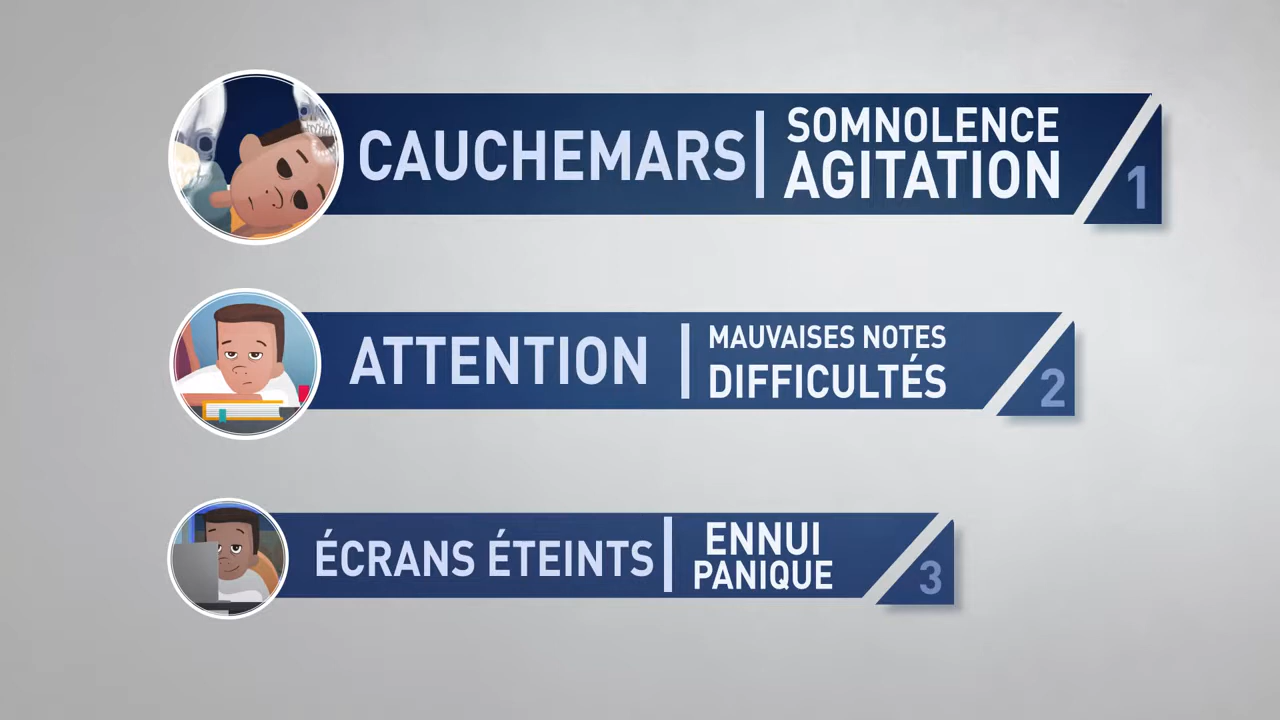 CAUCHEMARS
SOMNOLENCE
AGITATION
1
ATTENTION
MAUVAISES NOTES
DIFFICULTÉS
2
ÉCRANS ÉTEINTS
ENNUI
PANIQUE
3